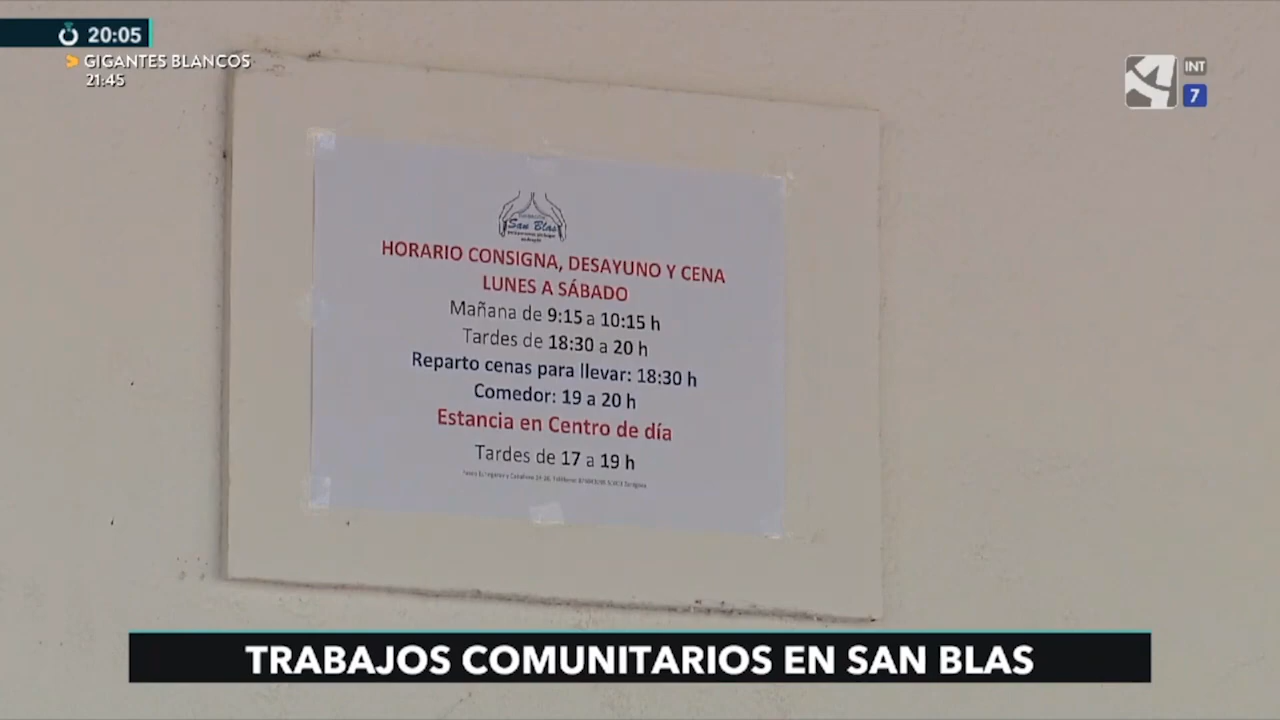 20:05
GIGANTES BLANCOS
21:45
INT
7
San Blas
HORARIO CONSIGNA, DESAYUNO Y CENA
LUNES A SÁBADO
Mañana de 9:15 a 10:15 h
Tardes de 18:30 a 20 h
Reparto cenas para llevar: 18:30 h
Comedor: 19 a 20 h
Estancia en Centro de día
Tardes de 17 a 19 h
TRABAJOS COMUNITARIOS EN SAN BLAS